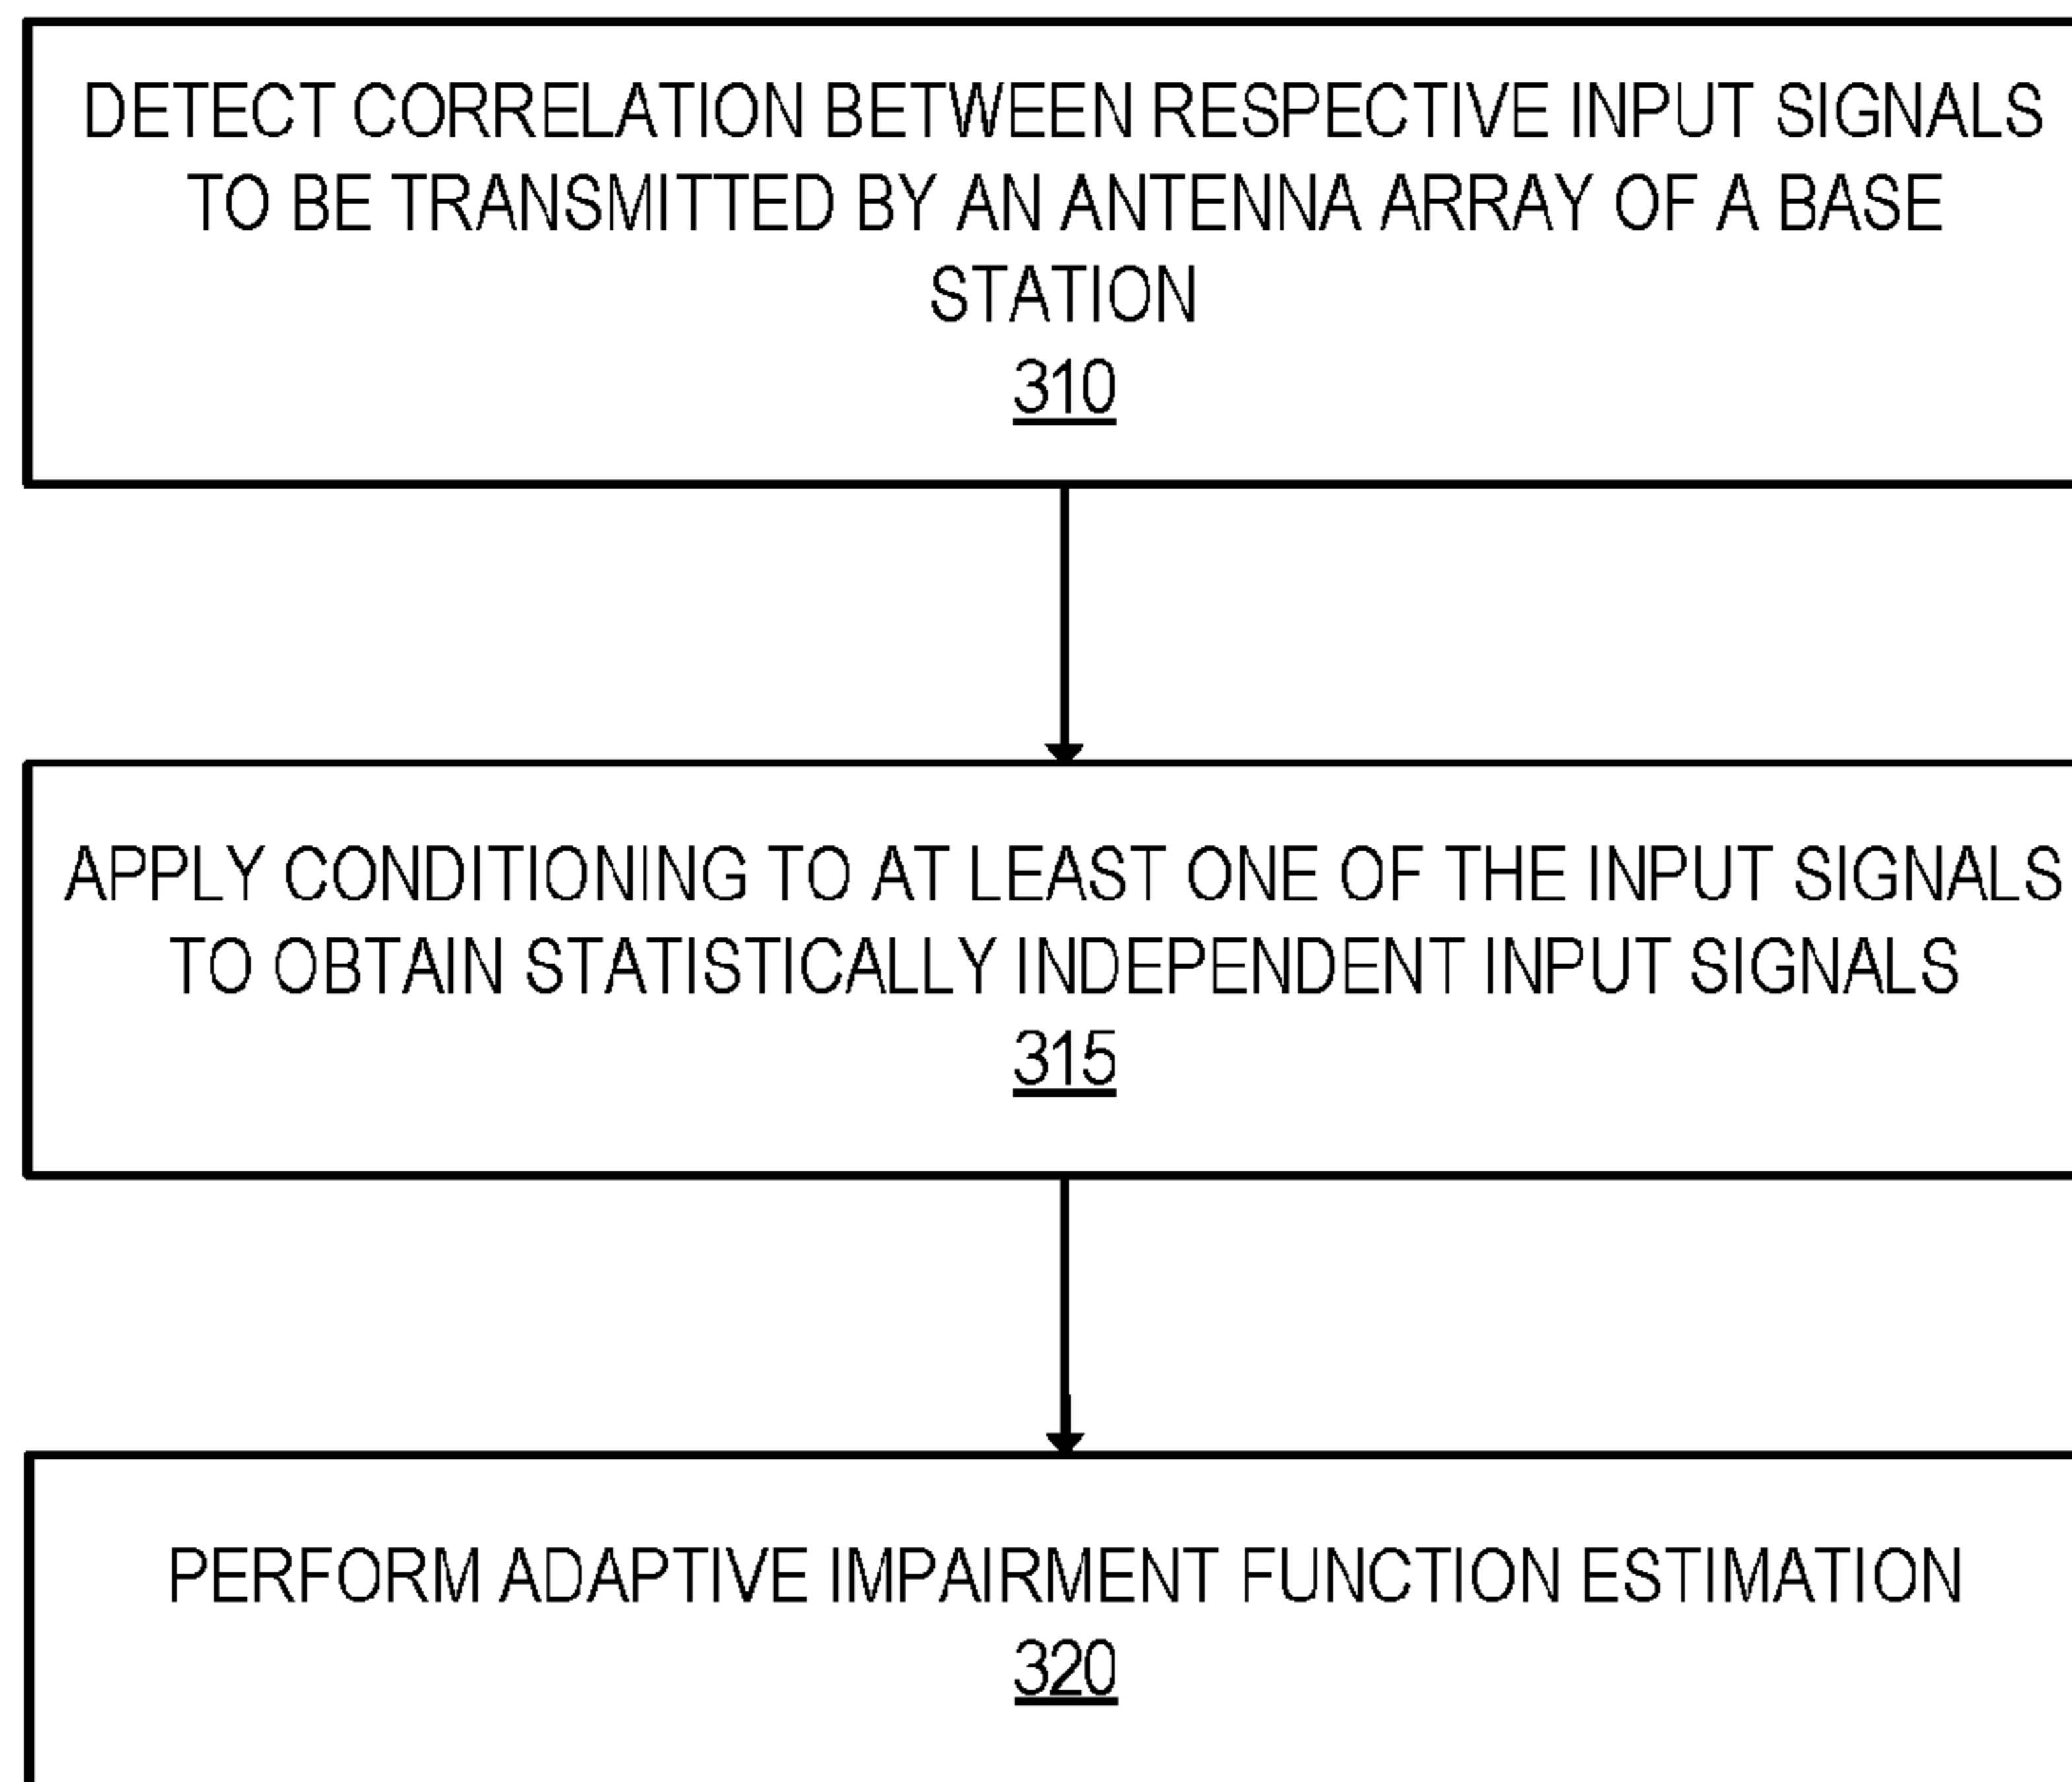 DETECT CORRELATION BETWEEN RESPECTIVE INPUT SIGNALS
TO BE TRANSMITTED BY AN ANTENNA ARRAY OF A BASE
STATION
310
APPLY CONDITIONING TO AT LEAST ONE OF THE INPUT SIGNALS
TO OBTAIN STATISTICALLY INDEPENDENT INPUT SIGNALS
315
PERFORM ADAPTIVE IMPAIRMENT FUNCTION ESTIMATION
320